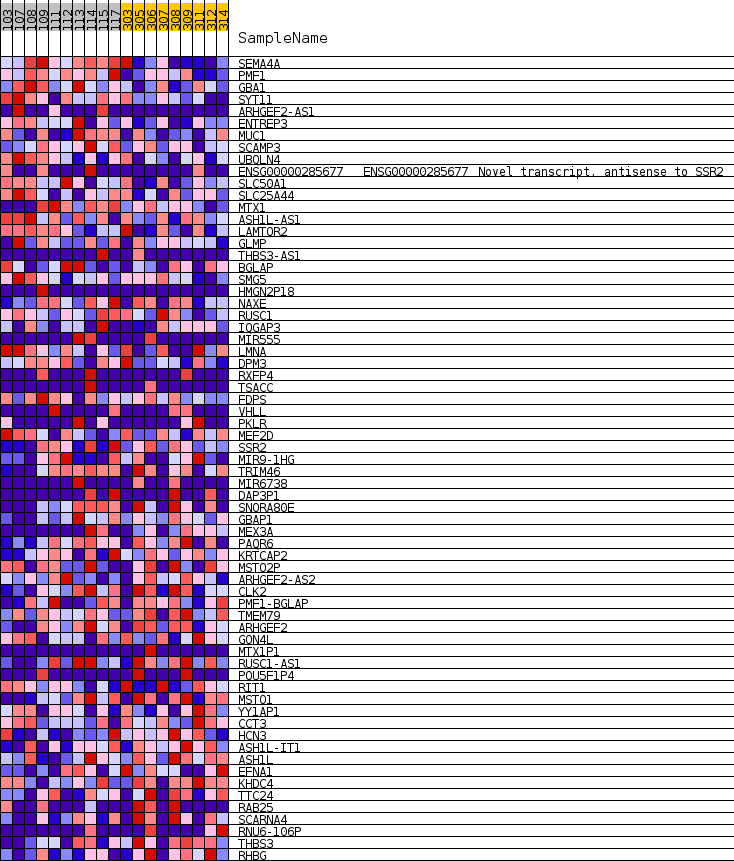 103 107 108 109 111 112 113 114 115 117 303 305 306 307 308 309 311 312 314
SampleName
SEMA4A
PMF1
GBA1
SYT11
ARHGEF2-AS1
ENTREP3
MUC1
SCAMP3
UBQLN4
ENSG00000285677 ENSG00000285677 Novel transcript, antisense to SSR2
SLC50A1
SLC25A44
MTX1
ASH1L-AS1
LAMTOR2
GLMP
THBS3-AS1
BGLAP
SMG5
HMGN2P18
NAXE
RUSC1
IQGAP3
MIR555
LMNA
DPM3
RXFP4
TSACC
FDPS
VHLL
PKLR
MEF2D
SSR2
MIR9-1HG
TRIM46
MIR6738
DAP3P1
SNORA80E
GBAP1
MEX3A
PAQR6
KRTCAP2
MSTO2P
ARHGEF2-AS2
CLK2
PMF1-BGLAP
TMEM79
ARHGEF2
GON4L
MTX1P1
RUSC1-AS1
POU5F1P4
RIT1
MSTO1
YY1AP1
CCT3
HCN3
ASH1L-IT1
ASH1L
EFNA1
KHDC4
TTC24
RAB25
SCARNA4
RNU6-106P
THBS3
RHBG